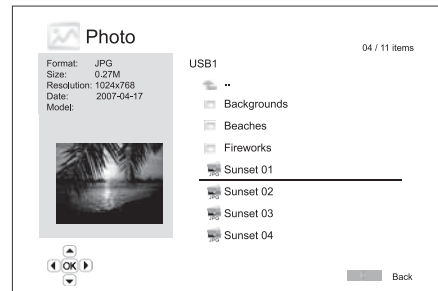 Photo
04 / 11 items
Format: JPG
Size: 0.27M
Resolution: 1024x768
Date: 2007-04-17
Model:
USB1
..
Backgrounds
Beaches
Fireworks
Sunset 01
Sunset 02
Sunset 03
Sunset 04
OK
Back